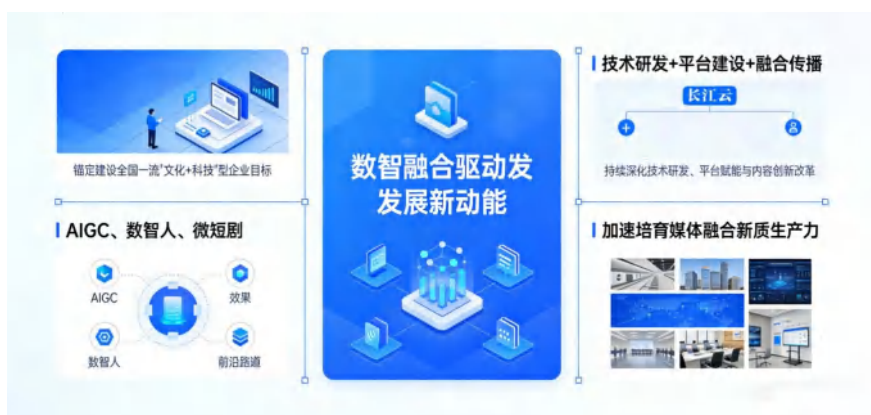 锚定建设全国一流"文化+科技"型企业目标
AIGC、数智人、微短剧
AIGC
效果
数智人
前沿路道
数智融合驱动发
发展新动能
技术研发+平台建设+融合传播
长江云
持续深化技术研发、平台赋能与内容创新改革
加速培育媒体融合新质生产力